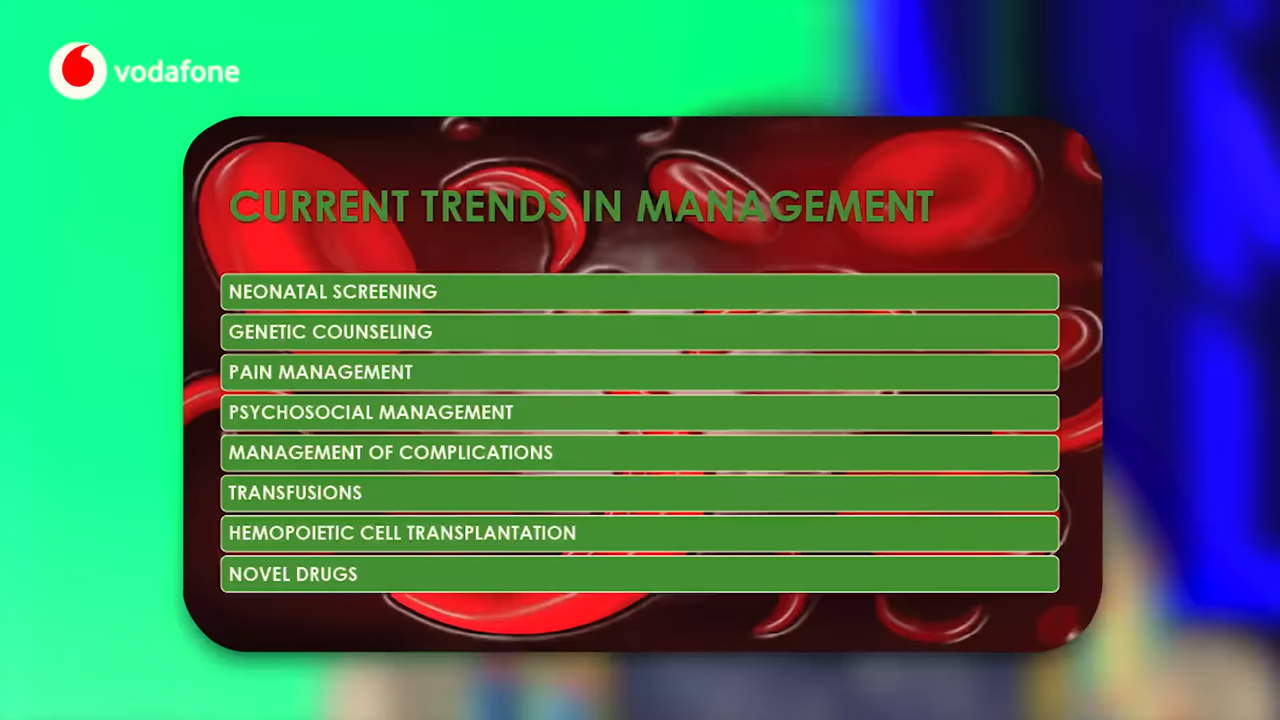 vodafone
CURRENT TRENDS IN MANAGEMENT
NEONATAL SCREENING
GENETIC COUNSELING
PAIN MANAGEMENT
PSYCHOSOCIAL MANAGEMENT
MANAGEMENT OF COMPLICATIONS
TRANSFUSIONS
HEMOPOIETIC CELL TRANSPLANTATION
NOVEL DRUGS